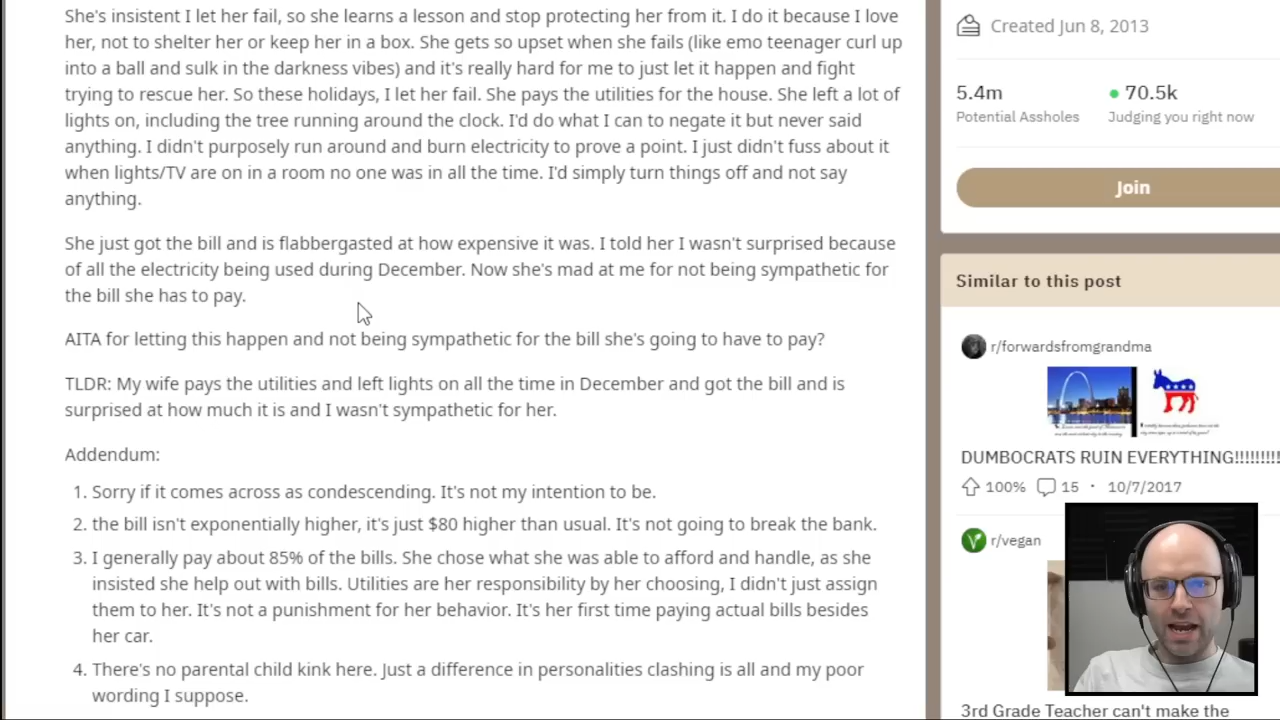 She's insistent I let her fail, so she learns a lesson and stop protecting her from it. I do it because I love
her, not to shelter her or keep her in a box. She gets so upset when she fails (like emo teenager curl up
into a ball and sulk in the darkness vibes) and it's really hard for me to just let it happen and fight
trying to rescue her. So these holidays, I let her fail. She pays the utilities for the house. She left a lot of
lights on, including the tree running around the clock. I'd do what I can to negate it but never said
anything. I didn't purposely run around and burn electricity to prove a point. I just didn't fuss about it
when lights/TV are on in a room no one was in all the time. I'd simply turn things off and not say
anything.
She just got the bill and is flabbergasted at how expensive it was. I told her I wasn't surprised because
of all the electricity being used during December. Now she's mad at me for not being sympathetic for
the bill she has to pay.
AITA for letting this happen and not being sympathetic for the bill she's going to have to pay?
TLDR: My wife pays the utilities and left lights on all the time in December and got the bill and is
surprised at how much it is and I wasn't sympathetic for her.
Addendum:
1. Sorry if it comes across as condescending. It's not my intention to be.
2. the bill isn't exponentially higher, it's just $80 higher than usual. It's not going to break the bank.
3. I generally pay about 85% of the bills. She chose what she was able to afford and handle, as she
insisted she help out with bills. Utilities are her responsibility by her choosing, I didn't just assign
them to her. It's not a punishment for her behavior. It's her first time paying actual bills besides
her car.
4. There's no parental child kink here. Just a difference in personalities clashing is all and my poor
wording I suppose.
Created Jun 8, 2013
5.4m
Potential Assholes
70.5k
Judging you right now
Join
Similar to this post
r/forwardsfromgrandma
DUMBOCRATS RUIN EVERYTHING!!!!!!!!!
100% 15 · 10/7/2017
r/vegan
3rd Grade Teacher can't make the